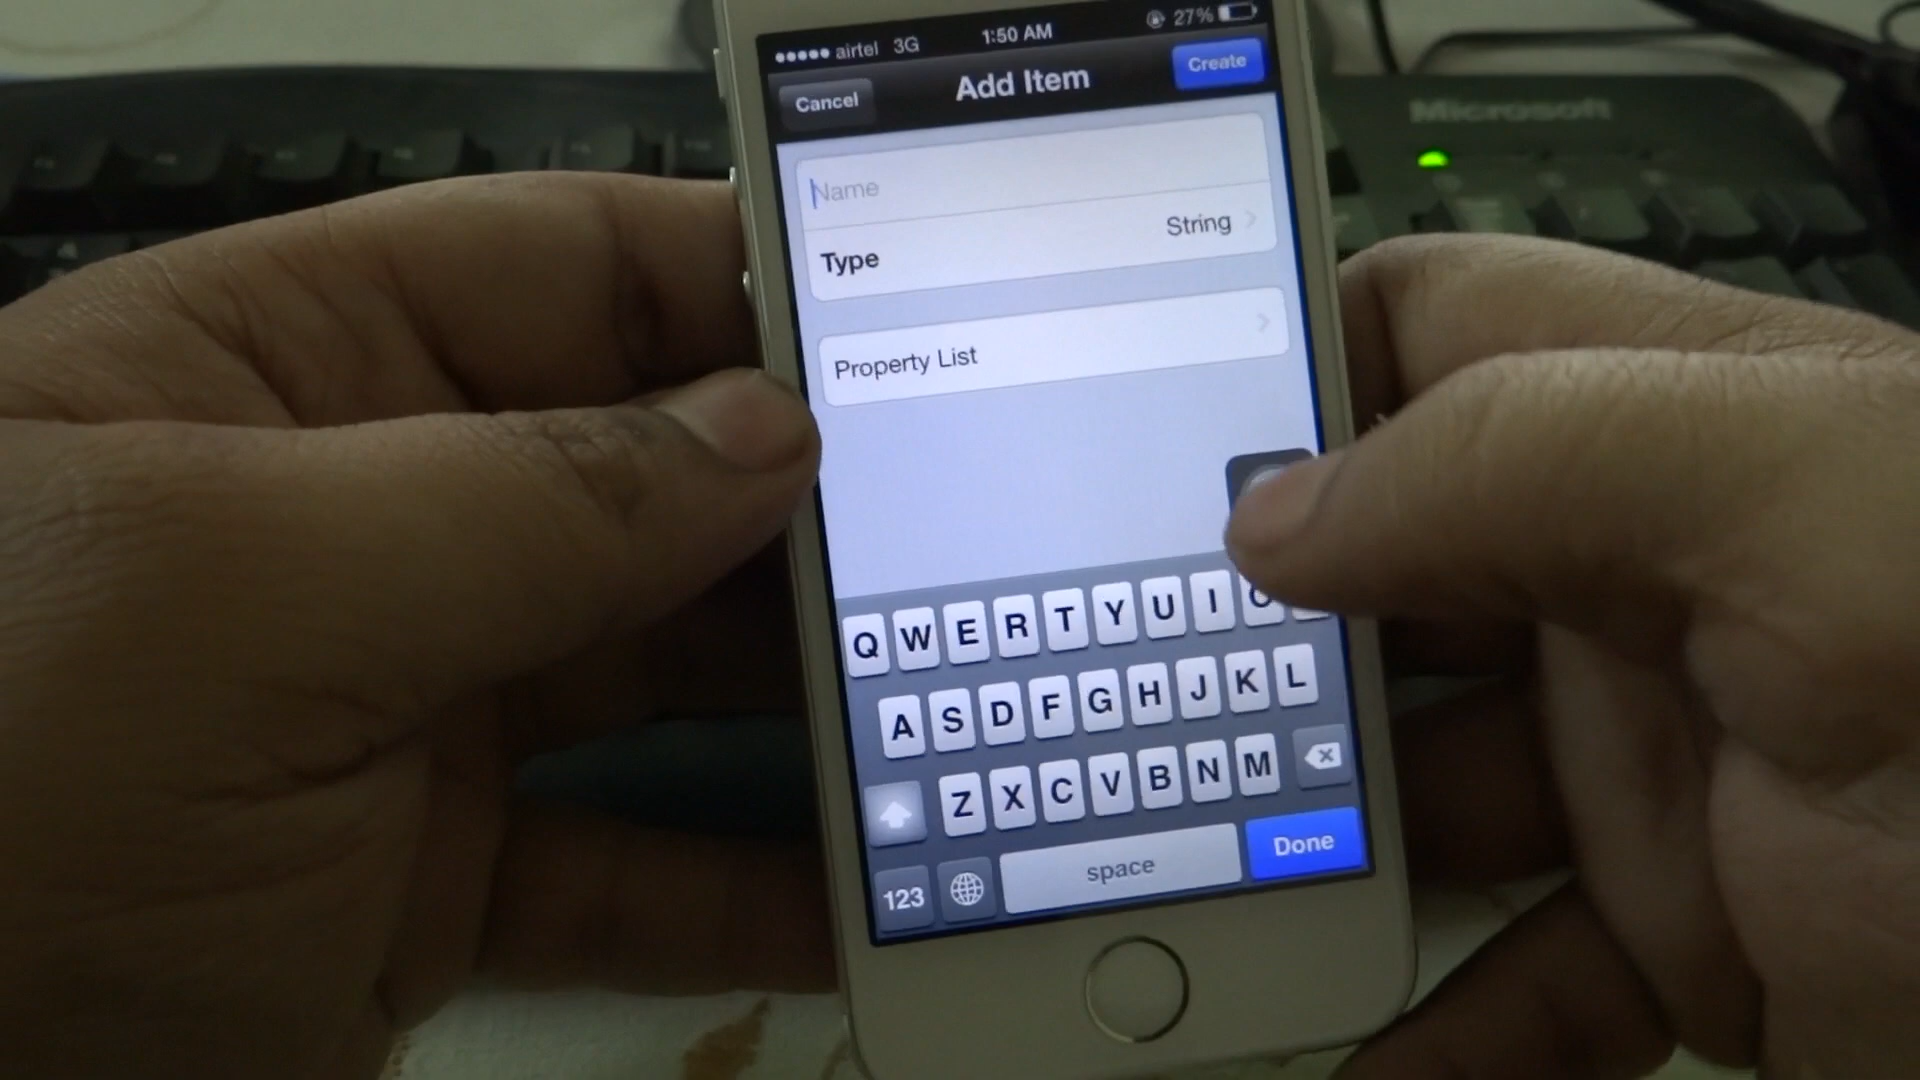 airtel 3G 1:50 AM 27%
Cancel Add Item Create
Microsoft
Name
Type String
Property List
Q W E R T Y U I O
A S D F G H J K L
Z X C V B N M
123 space Done